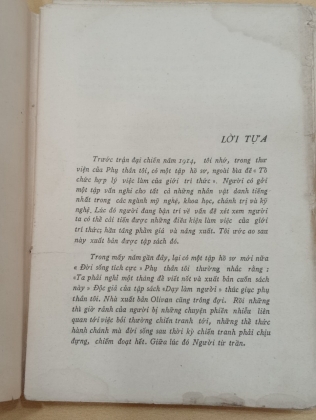 LỜI TỰA
Trước trận đại chiến năm 1914, tôi nhớ, trong thư
viện của Phụ thân tôi, có một tập hồ sơ, ngoài bìa đề « Tổ
chức hợp lý việc làm của giới trí thức ». Người có gởi
một tập vấn nghị cho tất cả những nhân vật danh tiếng
nhất trong các ngành mỹ nghệ, khoa học, chánh trị và kỹ
nghệ. Lúc đó người đang bận trí về vấn đề xét xem người
ta có thể cải tiến được những điều kiện làm việc của giới
trí thức; hầu tăng phẩm giá và năng xuất. Tôi ước ao sau
này xuất bản được tập sách đó.
Trong mấy năm gần đây, lại có một tập hồ sơ mới nữa
« Đời sống tích cực » Phụ thân tôi thường nhắc rằng :
«Ta phải nghỉ một tháng để viết nốt và xuất bản cuốn sách
này » Độc giả của tập sách «Dạy làm người » thúc giục phụ
thân tôi. Nhà xuất bản Olivan cũng trông đợi. Rồi những
thì giờ rảnh của người bị những chuyện phiền nhiễu liên
quan tới việc bồi thường chiến tranh tới, những thể thức
hành chánh mà đời sống sau thời kỳ chiến tranh phải chịu
đựng, chiếm đoạt hết. Giữa lúc đó Người từ trần.